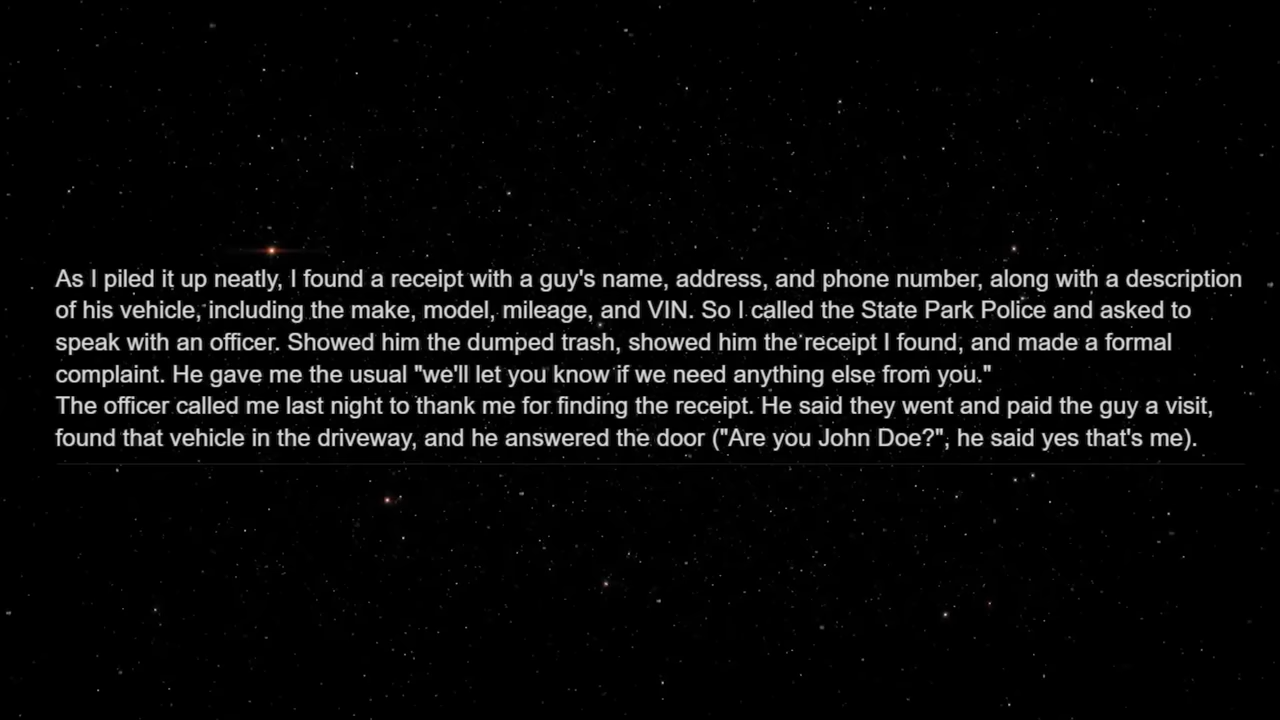 As I piled it up neatly, I found a receipt with a guy's name, address, and phone number, along with a description
of his vehicle, including the make, model, mileage, and VIN. So I called the State Park Police and asked to
speak with an officer. Showed him the dumped trash, showed him the receipt I found, and made a formal
complaint. He gave me the usual "we'll let you know if we need anything else from you."
The officer called me last night to thank me for finding the receipt. He said they went and paid the guy a visit,
found that vehicle in the driveway, and he answered the door ("Are you John Doe?", he said yes that's me).